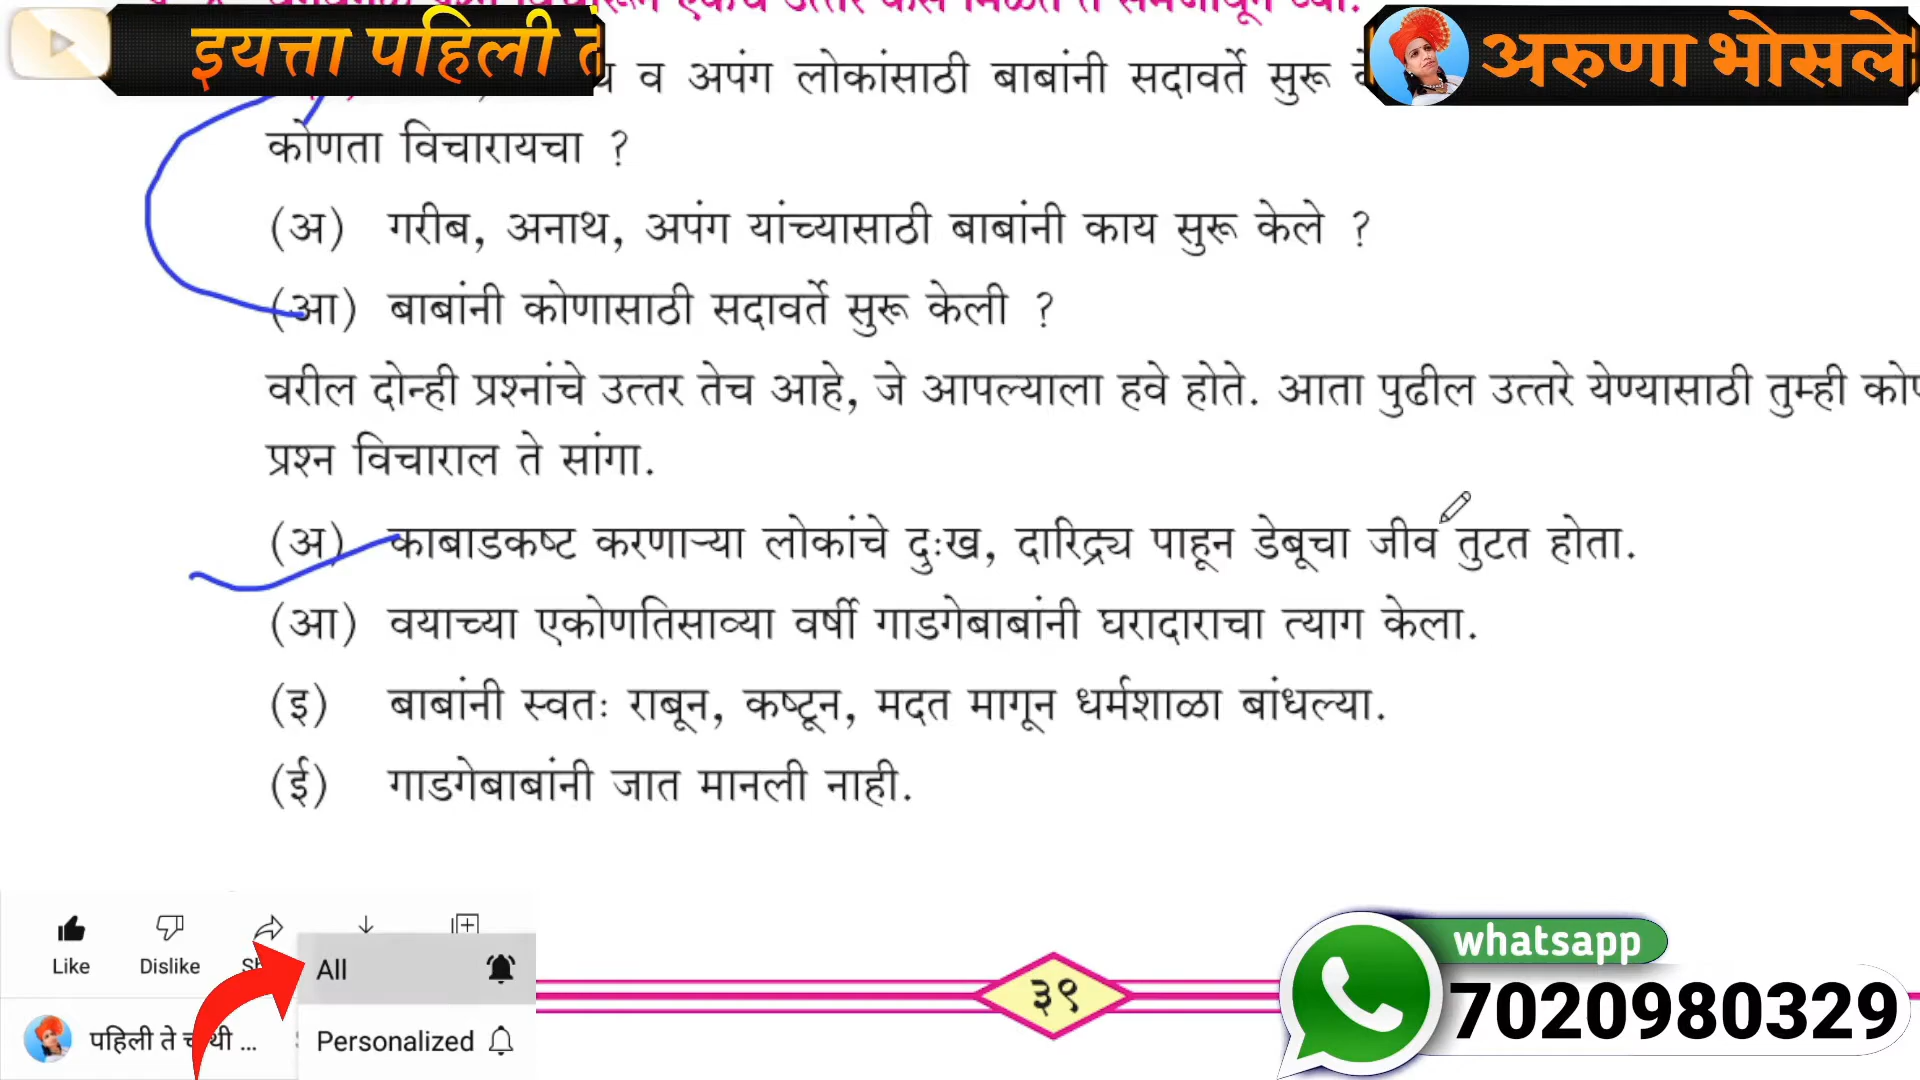 इयत्ता पहिली
अरुणा भोसले
व अपंग लोकांसाठी बाबांनी सदावर्ते सुरू
कोणता विचारायचा ?
(अ) गरीब, अनाथ, अपंग यांच्यासाठी बाबांनी काय सुरू केले ?
(आ) बाबांनी कोणासाठी सदावर्ते सुरू केली ?
वरील दोन्ही प्रश्नांचे उत्तर तेच आहे, जे आपल्याला हवे होते. आता पुढील उत्तरे येण्यासाठी तुम्ही
प्रश्न विचाराल ते सांगा.
(अ) काबाडकष्ट करणाऱ्या लोकांचे दुःख, दारिद्र्य पाहून डेबूचा जीव तुटत होता.
(आ) वयाच्या एकोणतिसाव्या वर्षी गाडगेबाबांनी घरादाराचा त्याग केला.
(इ) बाबांनी स्वतः राबून, कष्टून, मदत मागून धर्मशाळा बांधल्या.
(ई) गाडगेबाबांनी जात मानली नाही.
Like Dislike
All
पहिली ते ...
Personalized
३९
whatsapp
7020980329